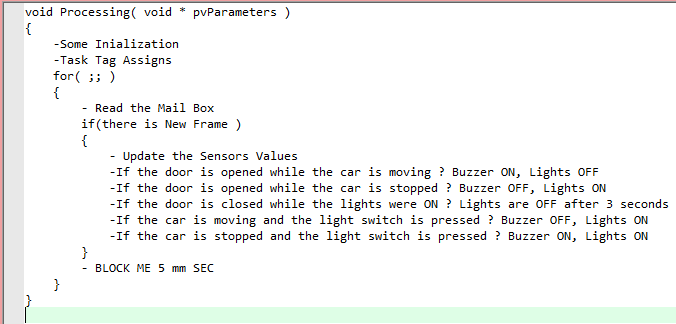 void Processing( void * pvParameters )
{
-Some Inialization
-Task Tag Assigns
for( ;; )
{
- Read the Mail Box
if(there is New Frame )
{
- Update the Sensors Values
-If the door is opened while the car is moving ? Buzzer ON, Lights OFF
-If the door is opened while the car is stopped ? Buzzer OFF, Lights ON
-If the door is closed while the lights were ON ? Lights are OFF after 3 seconds
-If the car is moving and the light switch is pressed ? Buzzer OFF, Lights ON
-If the car is stopped and the light switch is pressed ? Buzzer ON, Lights ON
}
- BLOCK ME 5 mm SEC
}
}